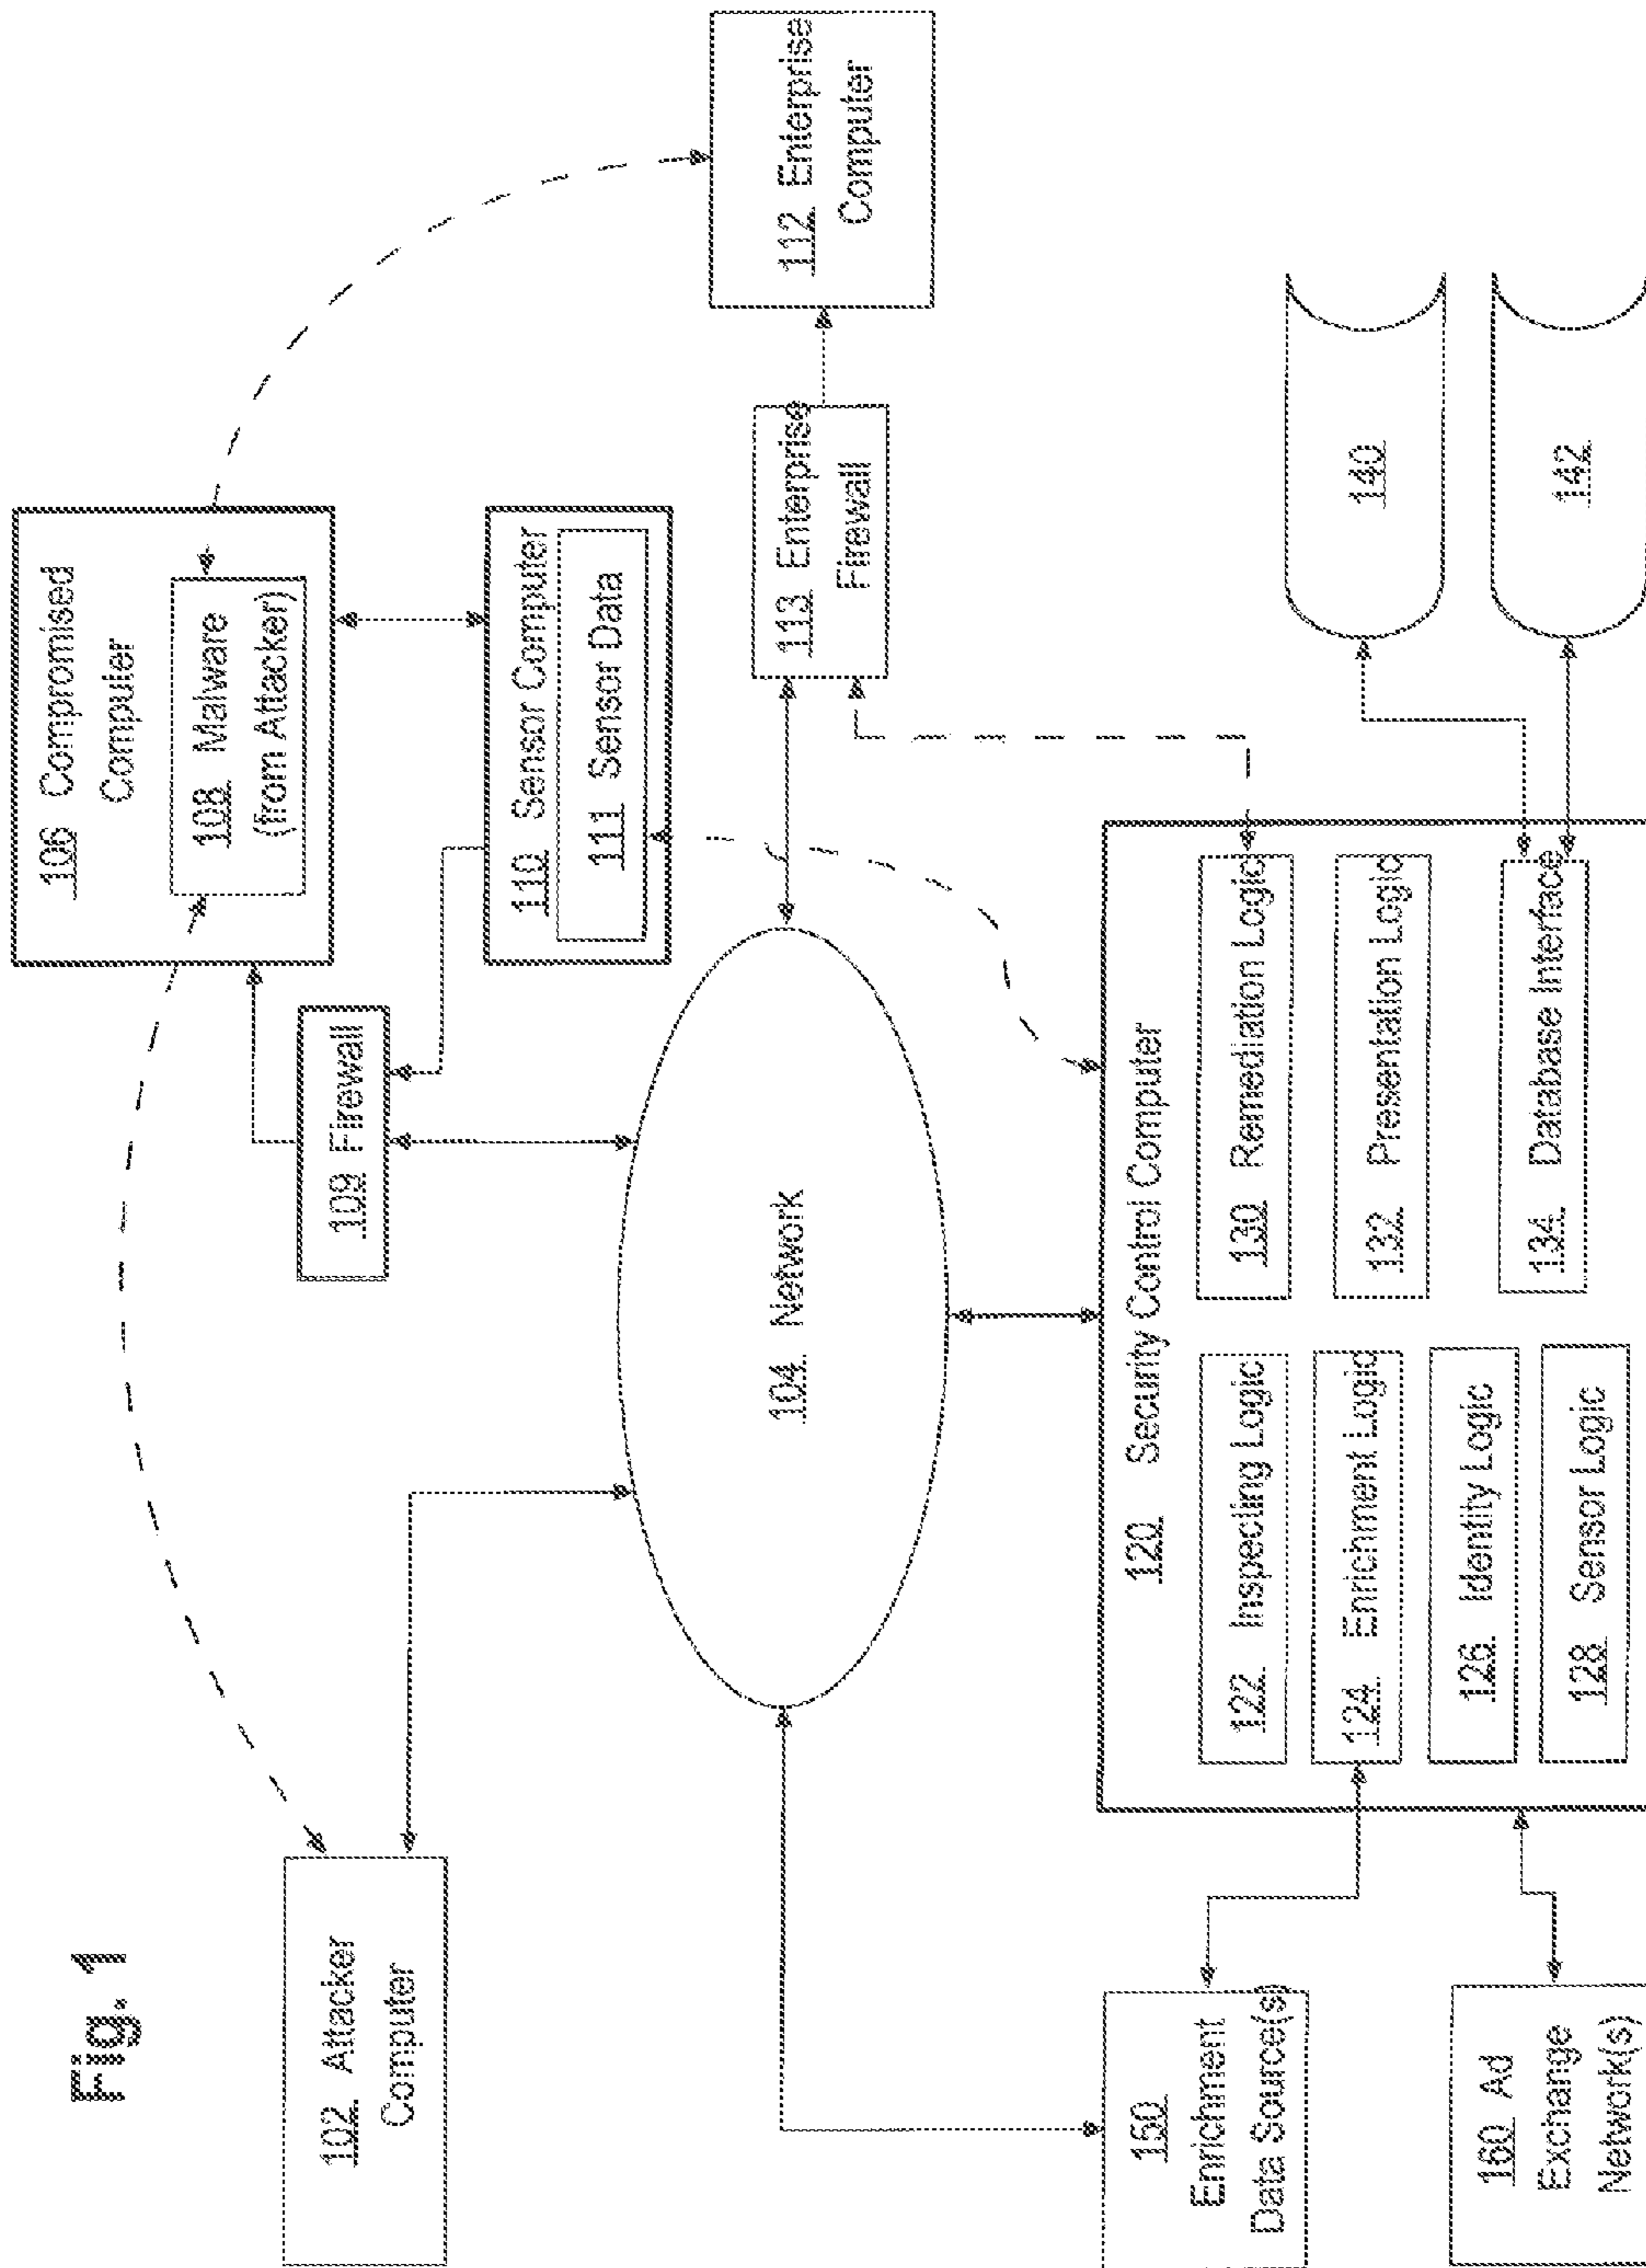 Fig. 1
102 Attacker
Computer
106 Compromised
Computer
108 Malware
(from Attacker)
109 Firewall
110 Sensor Computer
111 Sensor Data
104 Network
113 Enterprise
Firewall
112 Enterprise
Computer
150
Enrichment
Data Source(s)
160 Ad
Exchange
Network(s)
120 Security Control Computer
122 Inspecting Logic
124 Enrichment Logic
126 Identity Logic
128 Sensor Logic
130 Remediation Logic
132 Presentation Logic
134 Database Interface
140
142